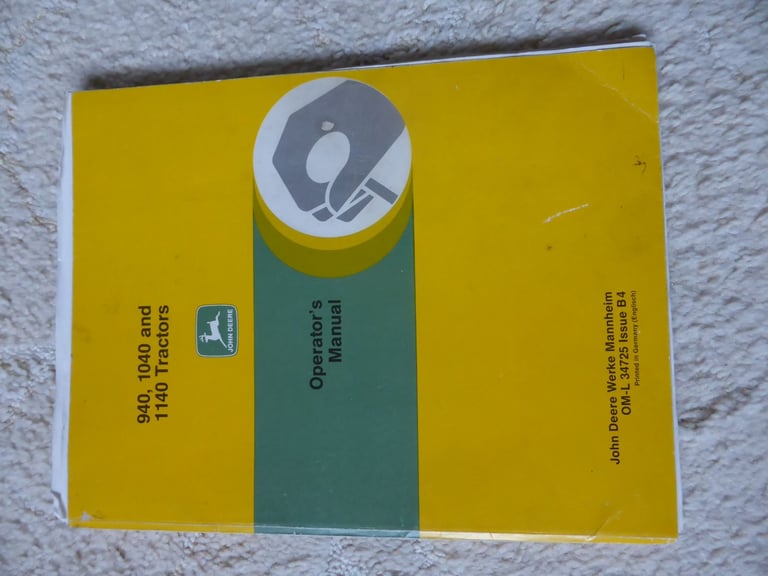 940, 1040 and
1140 Tractors
JOHN DEERE
Operator's
Manual
John Deere Werke Mannheim
OM-L 34725 Issue B4
Printed in Germany (Englisch)